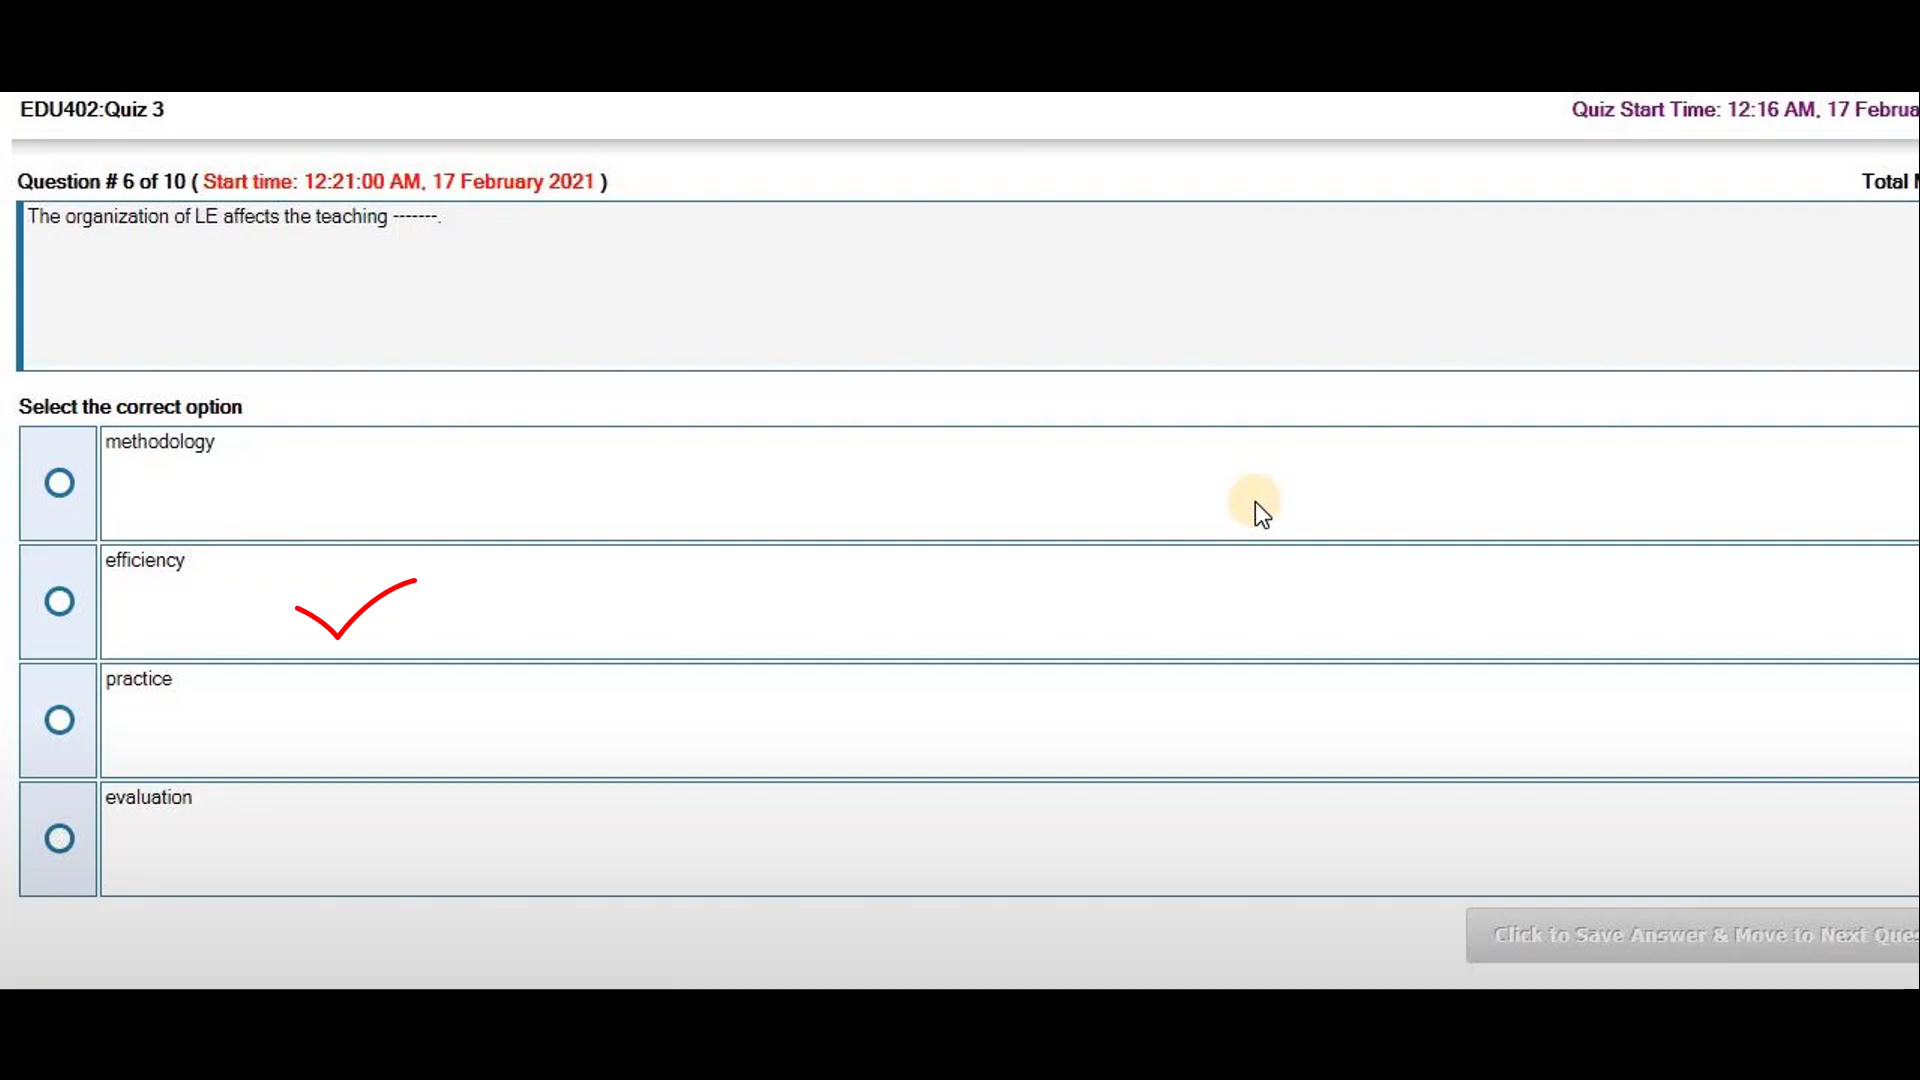 EDU402:Quiz 3
Quiz Start Time: 12:16 AM, 17 Februa
Question # 6 of 10 ( Start time: 12:21:00 AM, 17 February 2021 )
Total
The organization of LE affects the teaching -------.
Select the correct option
methodology
efficiency
practice
evaluation
Click to Save Answer & Move to Next Ques